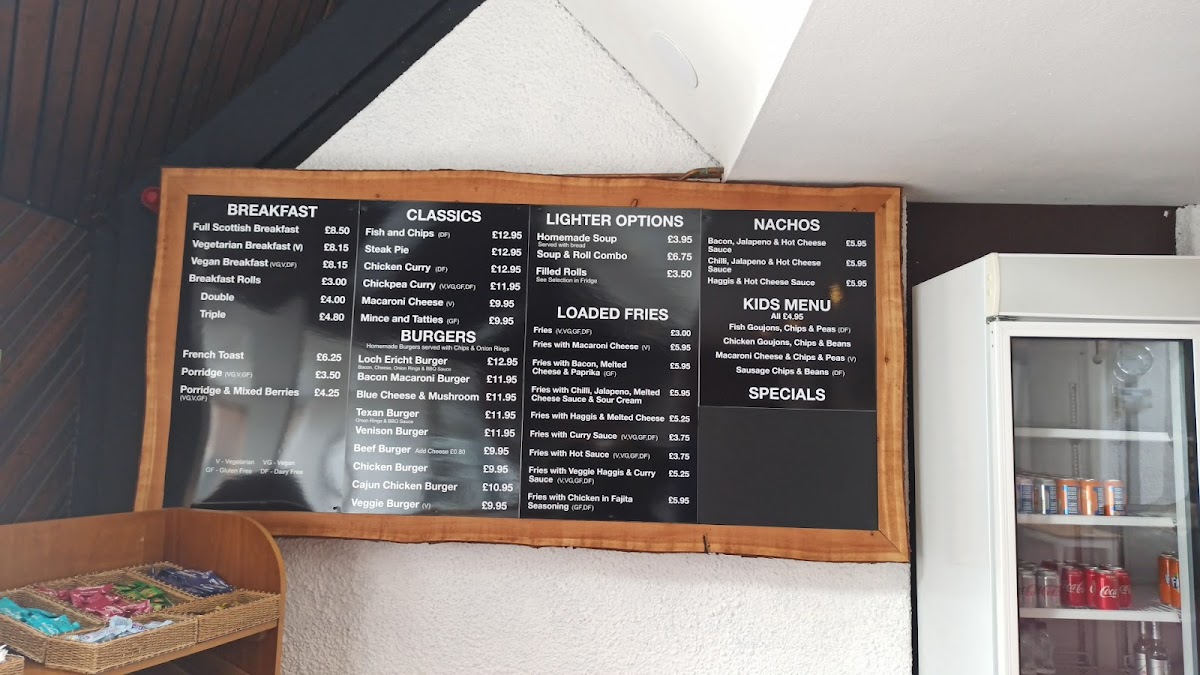 BREAKFAST
Full Scottish Breakfast £8.50
Vegetarian Breakfast (V) £8.15
Vegan Breakfast (VG,V,DF) £8.15
Breakfast Rolls £3.00
Double £4.00
Triple £4.80
French Toast £6.25
Porridge (VG,V,GF) £3.50
Porridge & Mixed Berries £4.25
(VG,V,GF)
V - Vegetarian VG - Vegan
GF - Gluten Free DF - Dairy Free
CLASSICS
Fish and Chips (DF) £12.95
Steak Pie £12.95
Chicken Curry (DF) £12.95
Chickpea Curry (V,VG,GF,DF) £11.95
Macaroni Cheese (V) £9.95
Mince and Tatties (GF) £9.95
BURGERS
Homemade Burgers served with Chips & Onion Rings
Loch Ericht Burger £12.95
Bacon, Cheese, Onion Rings & BBQ Sauce
Bacon Macaroni Burger £11.95
Blue Cheese & Mushroom £11.95
Texan Burger £11.95
Onion Rings & BBQ Sauce
Venison Burger £11.95
Beef Burger Add Cheese £0.80 £9.95
Chicken Burger £9.95
Cajun Chicken Burger £10.95
Veggie Burger (V) £9.95
LIGHTER OPTIONS
Homemade Soup £3.95
Served with bread
Soup & Roll Combo £6.75
Filled Rolls £3.50
See Selection in Fridge
LOADED FRIES
Fries (V,VG,GF,DF) £3.00
Fries with Macaroni Cheese (V) £5.95
Fries with Bacon, Melted £5.95
Cheese & Paprika (GF)
Fries with Chilli, Jalapeno, Melted £5.95
Cheese Sauce & Sour Cream
Fries with Haggis & Melted Cheese £5.25
Fries with Curry Sauce (V,VG,GF,DF) £3.75
Fries with Hot Sauce (V,VG,GF,DF) £3.75
Fries with Veggie Haggis & Curry £5.25
Sauce (V,VG,GF,DF)
Fries with Chicken in Fajita £5.95
Seasoning (GF,DF)
NACHOS
Bacon, Jalapeno & Hot Cheese £5.95
Sauce
Chilli, Jalapeno & Hot Cheese £5.95
Sauce
Haggis & Hot Cheese Sauce £5.95
KIDS MENU
All £4.95
Fish Goujons, Chips & Peas (DF)
Chicken Goujons, Chips & Beans
Macaroni Cheese & Chips & Peas (V)
Sausage Chips & Beans (DF)
SPECIALS